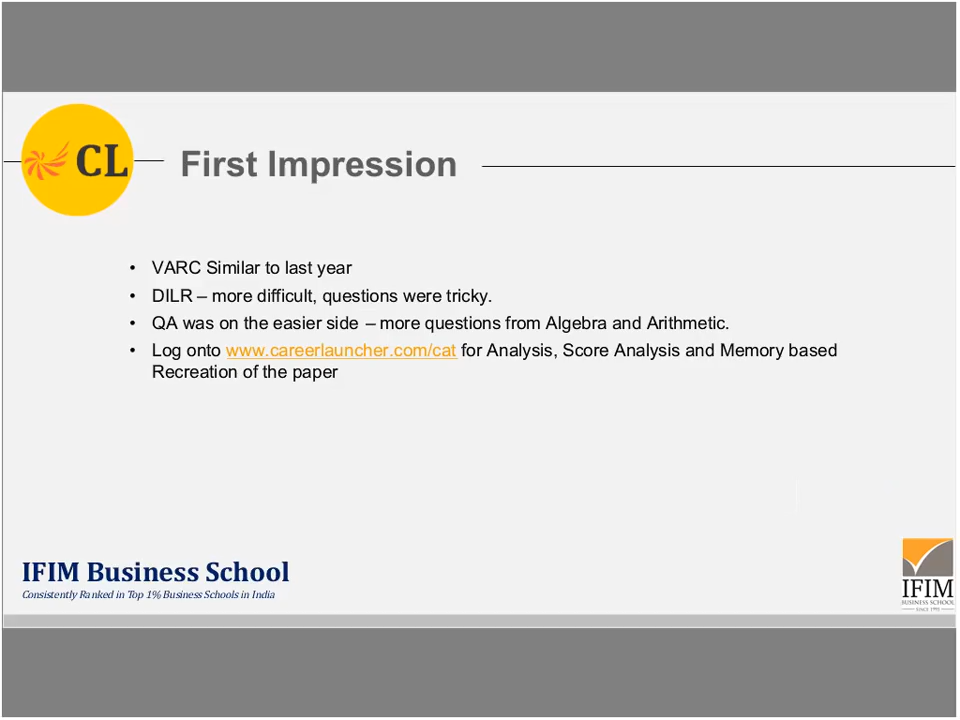 CL
First Impression
• VARC Similar to last year
• DILR – more difficult, questions were tricky.
• QA was on the easier side – more questions from Algebra and Arithmetic.
• Log onto www.careerlauncher.com/cat for Analysis, Score Analysis and Memory based
Recreation of the paper
IFIM Business School
Consistently Ranked in Top 1% Business Schools in India
IFIM
BUSINESS SCHOOL
SINCE 1995